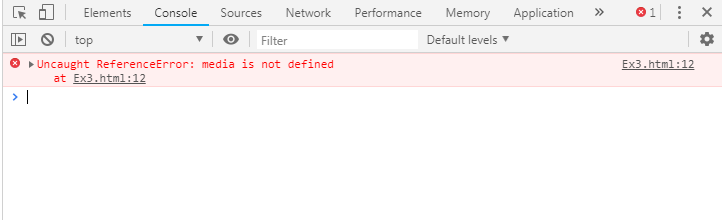 Elements Console Sources Network Performance Memory Application » 1
top Filter Default levels
Uncaught ReferenceError: media is not defined Ex3.html:12
at Ex3.html:12